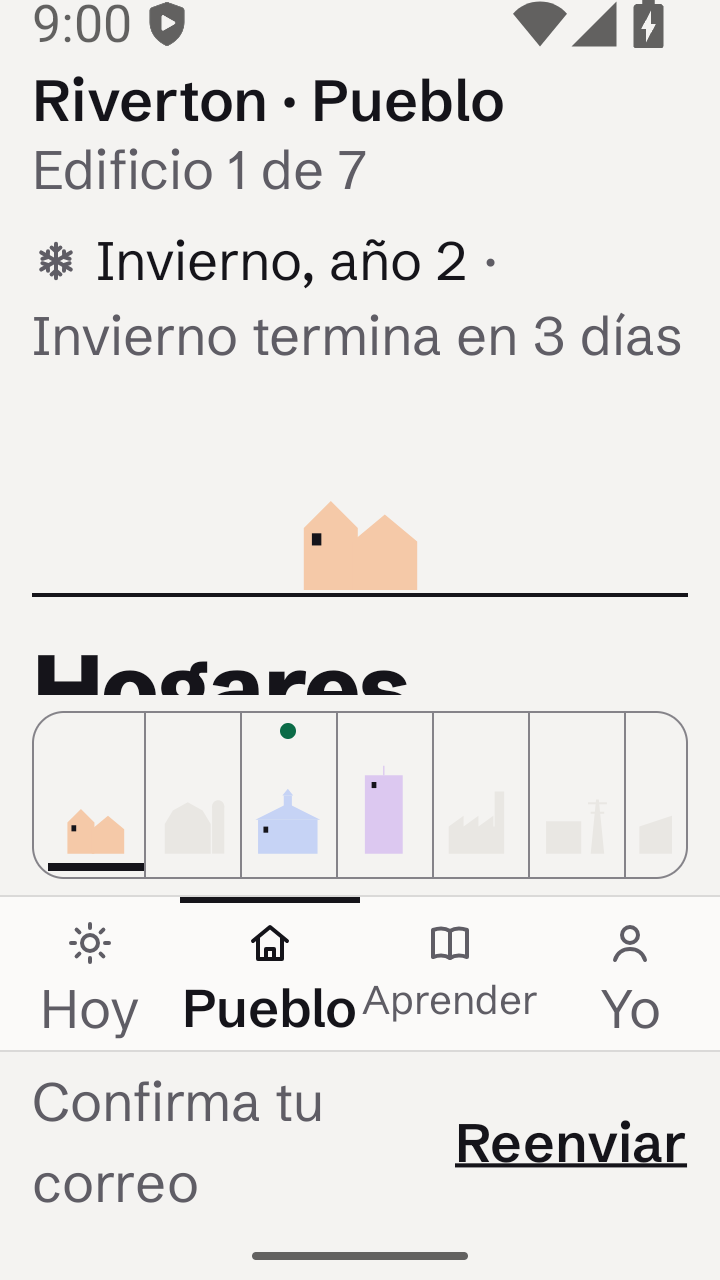 9:00
Riverton · Pueblo
Edificio 1 de 7
Invierno, año 2 ·
Invierno termina en 3 días
Hogares
Hoy
Pueblo
Aprender
Yo
Confirma tu
correo
Reenviar